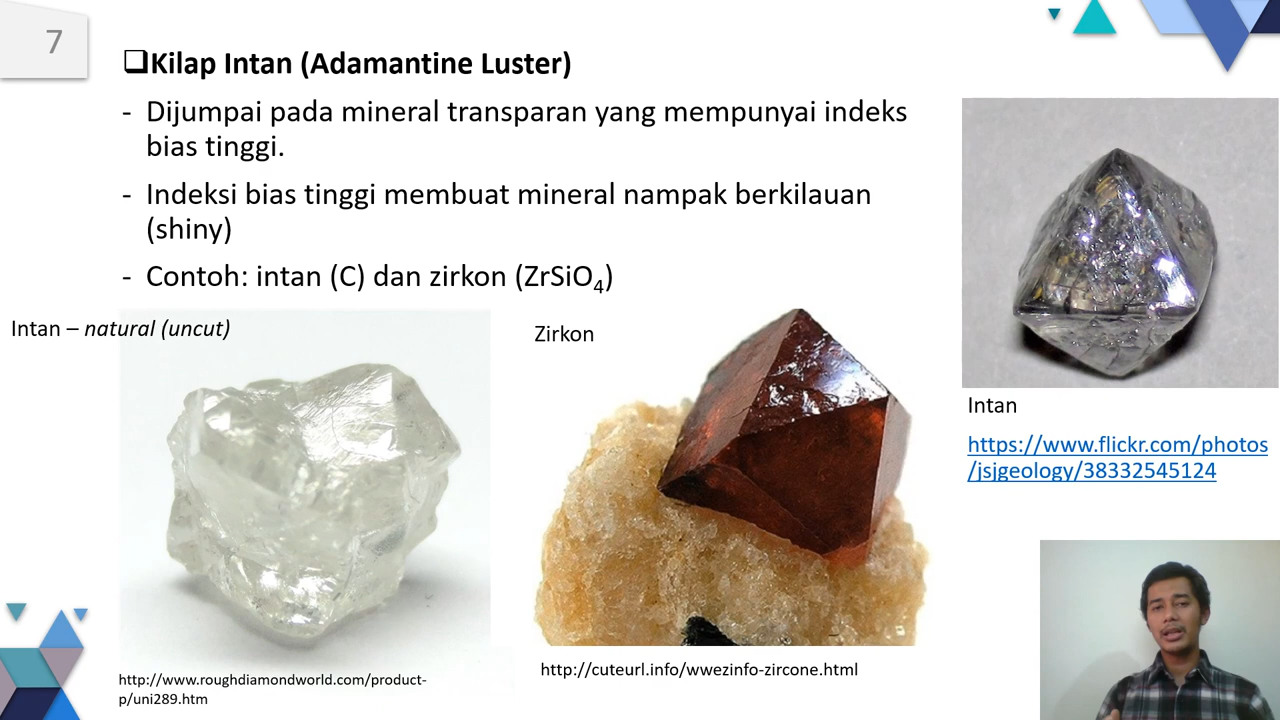 7
❑Kilap Intan (Adamantine Luster)
- Dijumpai pada mineral transparan yang mempunyai indeks
bias tinggi.
- Indeksi bias tinggi membuat mineral nampak berkilauan
(shiny)
- Contoh: intan (C) dan zirkon (ZrSiO₄)
Intan – natural (uncut)
Zirkon
Intan
https://www.flickr.com/photos
/jsjgeology/38332545124
http://www.roughdiamondworld.com/product-
p/uni289.htm
http://cuteurl.info/wwezinfo-zircone.html